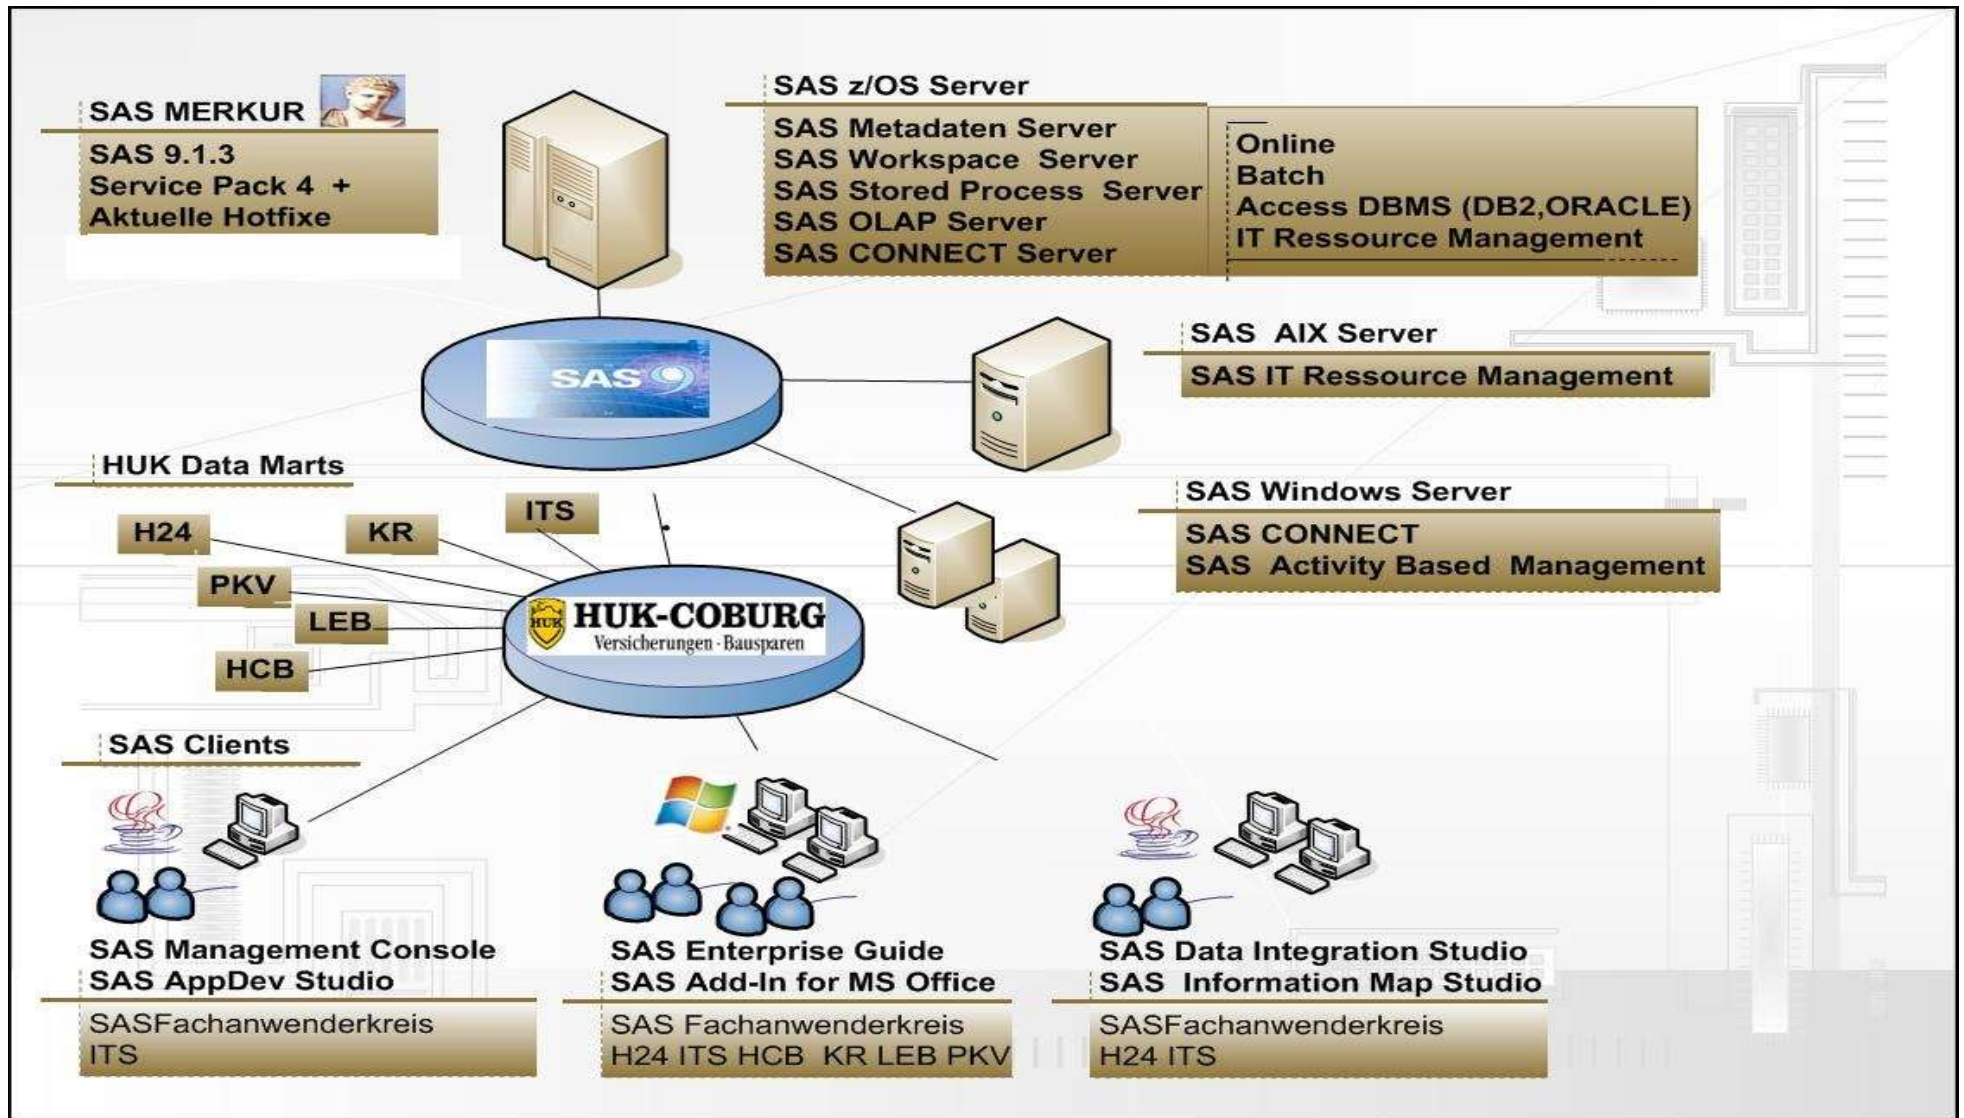 SAS MERKUR
SAS 9.1.3
Service Pack 4 +
Aktuelle Hotfixe
SAS z/OS Server
SAS Metadaten Server
SAS Workspace Server
SAS Stored Process Server
SAS OLAP Server
SAS CONNECT Server
Online
Batch
Access DBMS (DB2,ORACLE)
IT Ressource Management
SAS 9
SAS AIX Server
SAS IT Ressource Management
HUK Data Marts
H24
KR
ITS
PKV
LEB
HCB
SAS Windows Server
SAS CONNECT
SAS Activity Based Management
HUK
HUK-COBURG
Versicherungen · Bausparen
SAS Clients
SAS Management Console
SAS AppDev Studio
SASFachanwenderkreis
ITS
SAS Enterprise Guide
SAS Add-In for MS Office
SAS Fachanwenderkreis
H24 ITS HCB KR LEB PKV
SAS Data Integration Studio
SAS Information Map Studio
SASFachanwenderkreis
H24 ITS